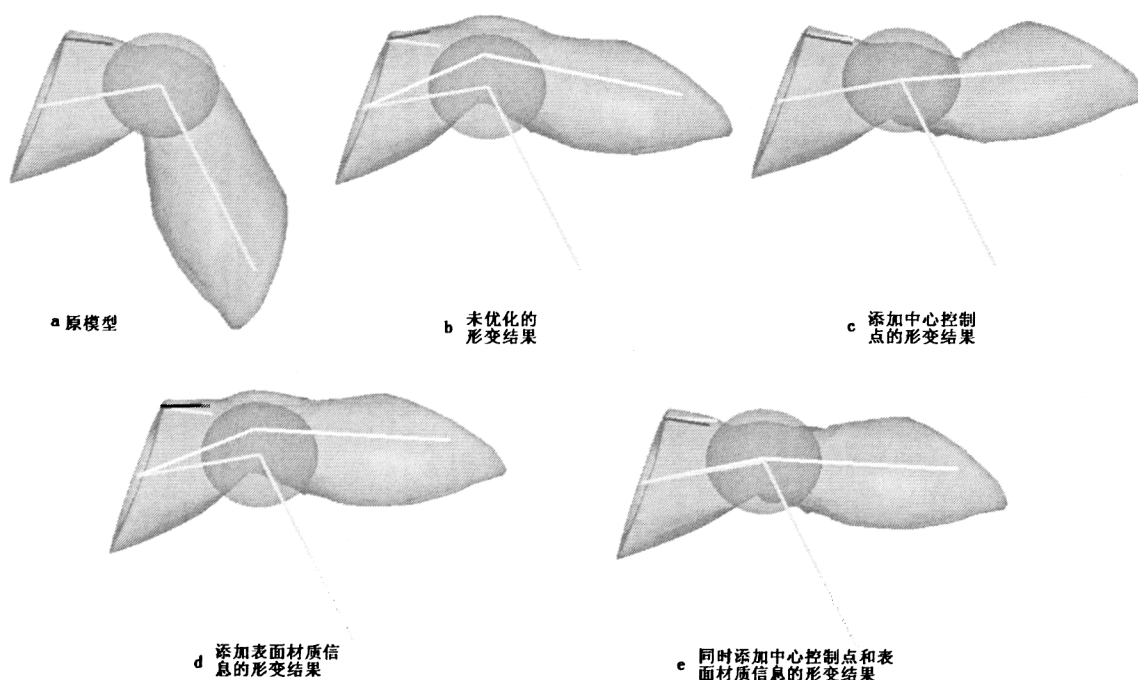 a 原模型
b 未优化的
形变结果
c 添加中心控制
点的形变结果
d 添加表面材质信
息的形变结果
e 同时添加中心控制点和表
面材质信息的形变结果